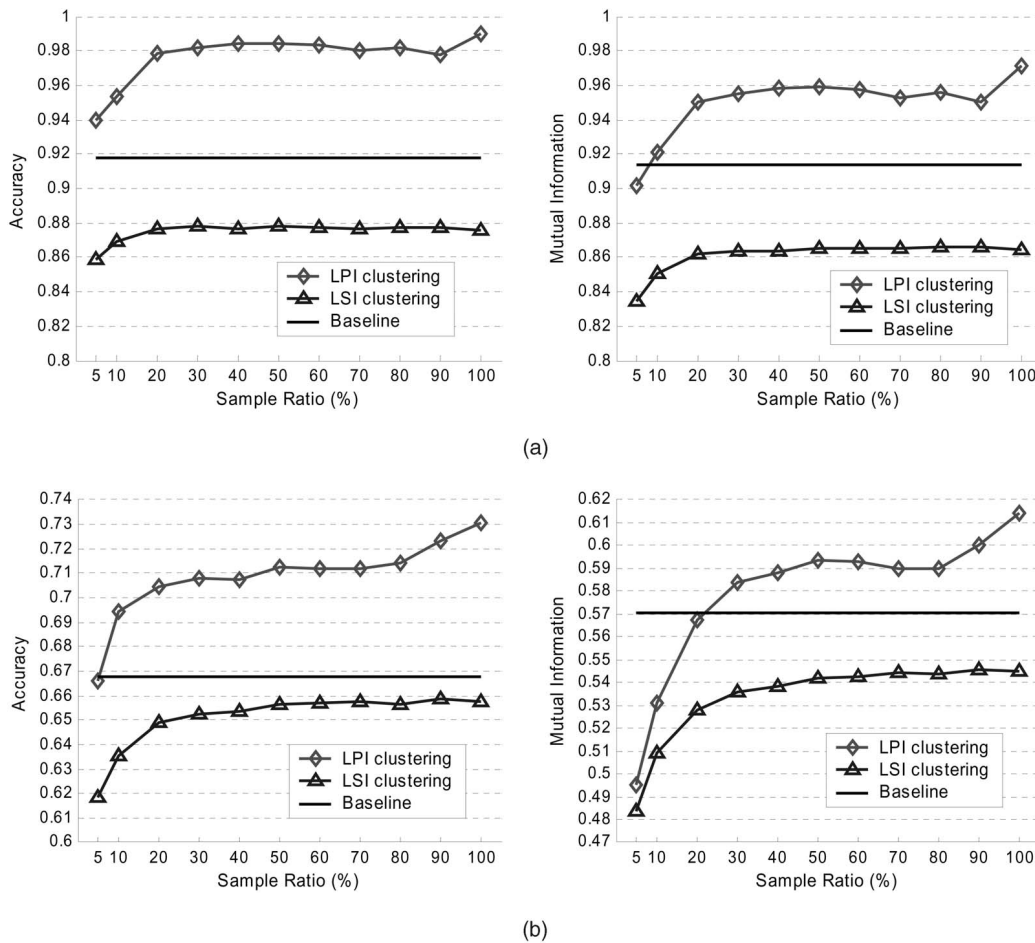 1
0.98
0.96
0.94
0.92
0.9
0.88
0.86
0.84
0.82
0.8
Accuracy
LPI clustering
LSI clustering
Baseline
5 10 20 30 40 50 60 70 80 90 100
Sample Ratio (%)
1
0.98
0.96
0.94
0.92
0.9
0.88
0.86
0.84
0.82
0.8
Mutual Information
LPI clustering
LSI clustering
Baseline
5 10 20 30 40 50 60 70 80 90 100
Sample Ratio (%)
(a)
0.74
0.73
0.72
0.71
0.7
0.69
0.68
0.67
0.66
0.65
0.64
0.63
0.62
0.61
0.6
Accuracy
LPI clustering
LSI clustering
Baseline
5 10 20 30 40 50 60 70 80 90 100
Sample Ratio (%)
0.62
0.61
0.6
0.59
0.58
0.57
0.56
0.55
0.54
0.53
0.52
0.51
0.5
0.49
0.48
0.47
Mutual Information
LPI clustering
LSI clustering
Baseline
5 10 20 30 40 50 60 70 80 90 100
Sample Ratio (%)
(b)